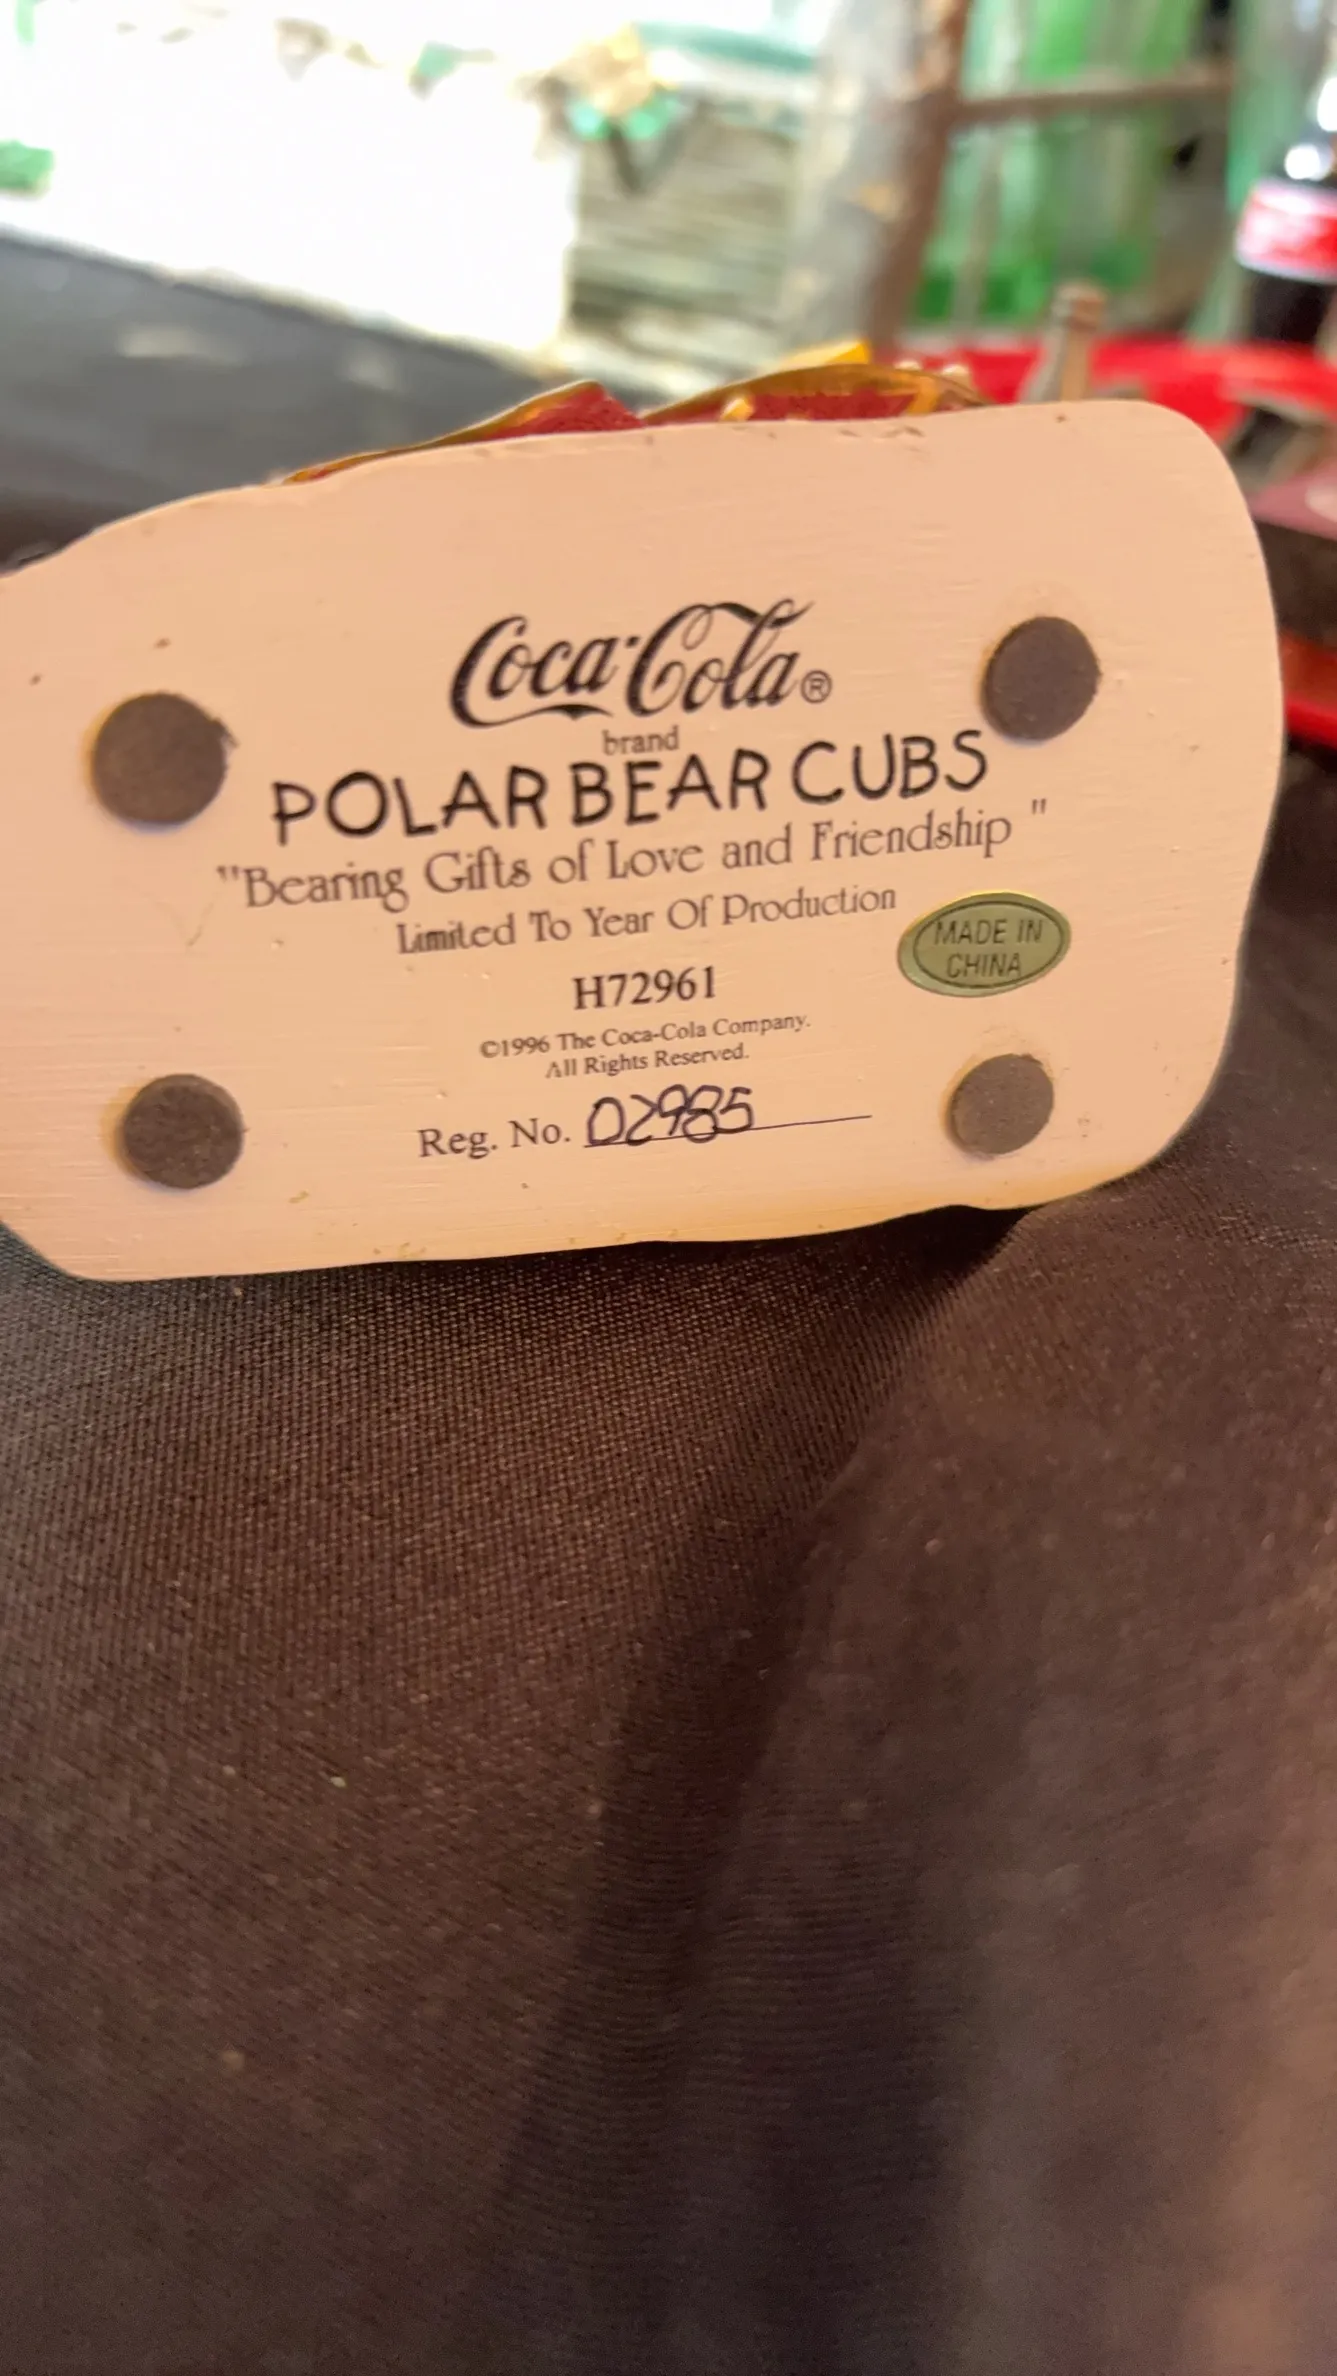 Coca-Cola®
brand
POLAR BEAR CUBS
"Bearing Gifts of Love and Friendship "
Limited To Year Of Production
MADE IN
CHINA
H72961
©1996 The Coca-Cola Company.
All Rights Reserved.
Reg. No. 02985